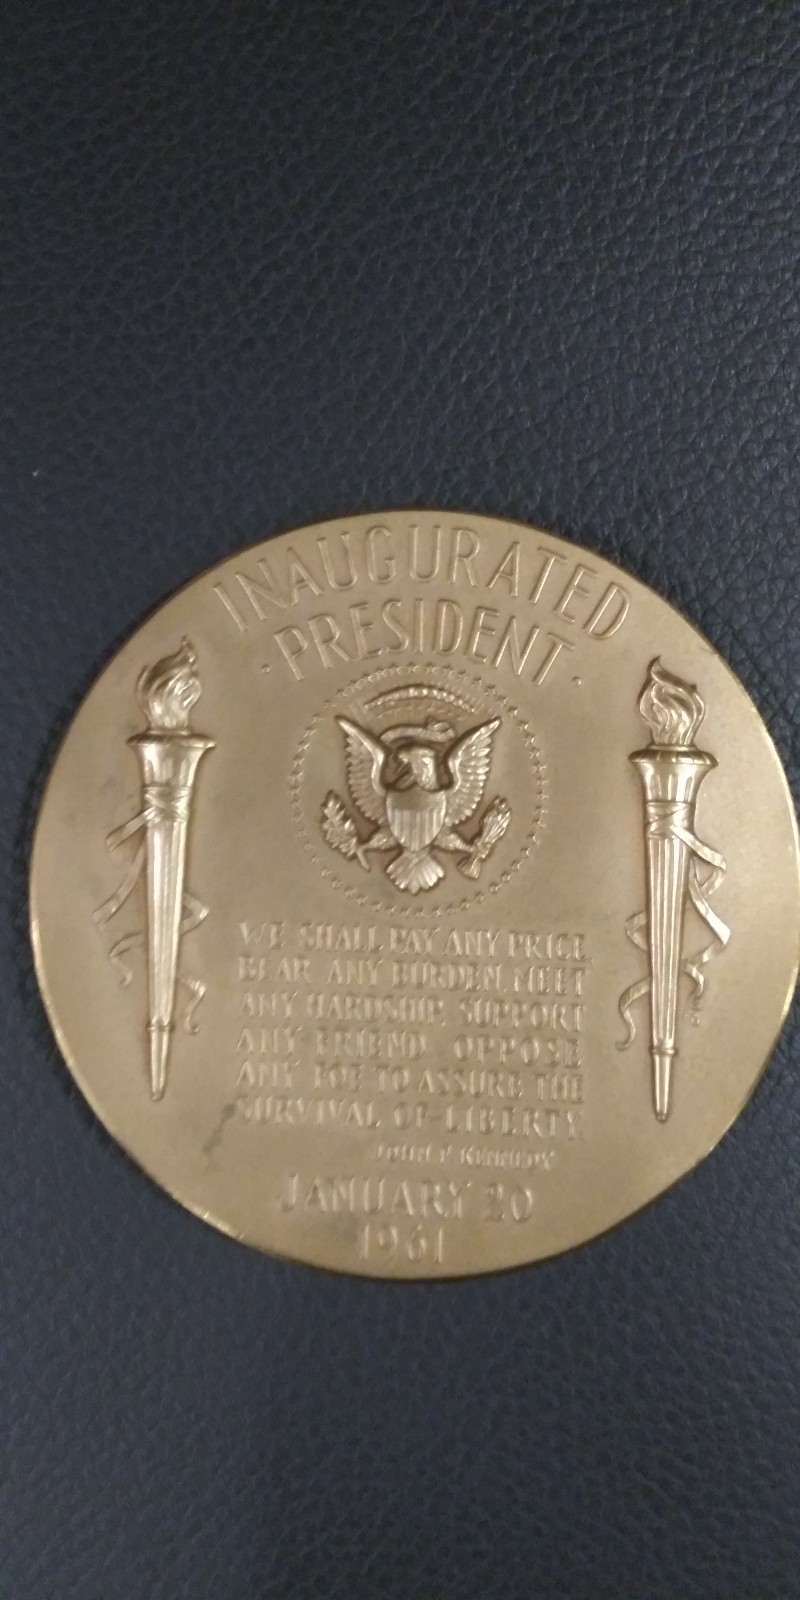 INAUGURATED
· PRESIDENT ·
WE SHALL PAY ANY PRICE,
BEAR ANY BURDEN, MEET
ANY HARDSHIP, SUPPORT
ANY FRIEND OPPOSE
ANY FOE TO ASSURE THE
SURVIVAL OF LIBERTY
JOHN F KENNEDY
JANUARY 20
1961